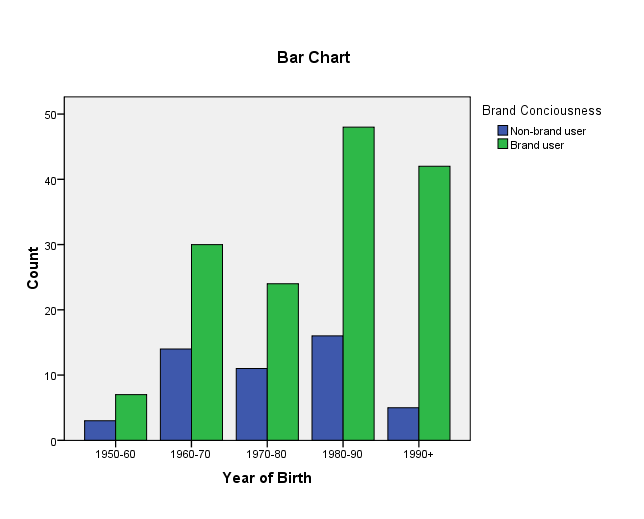 Bar Chart
Brand Conciousness
Non-brand user
Brand user
50
40
30
20
10
0
Count
1950-60 1960-70 1970-80 1980-90 1990+
Year of Birth